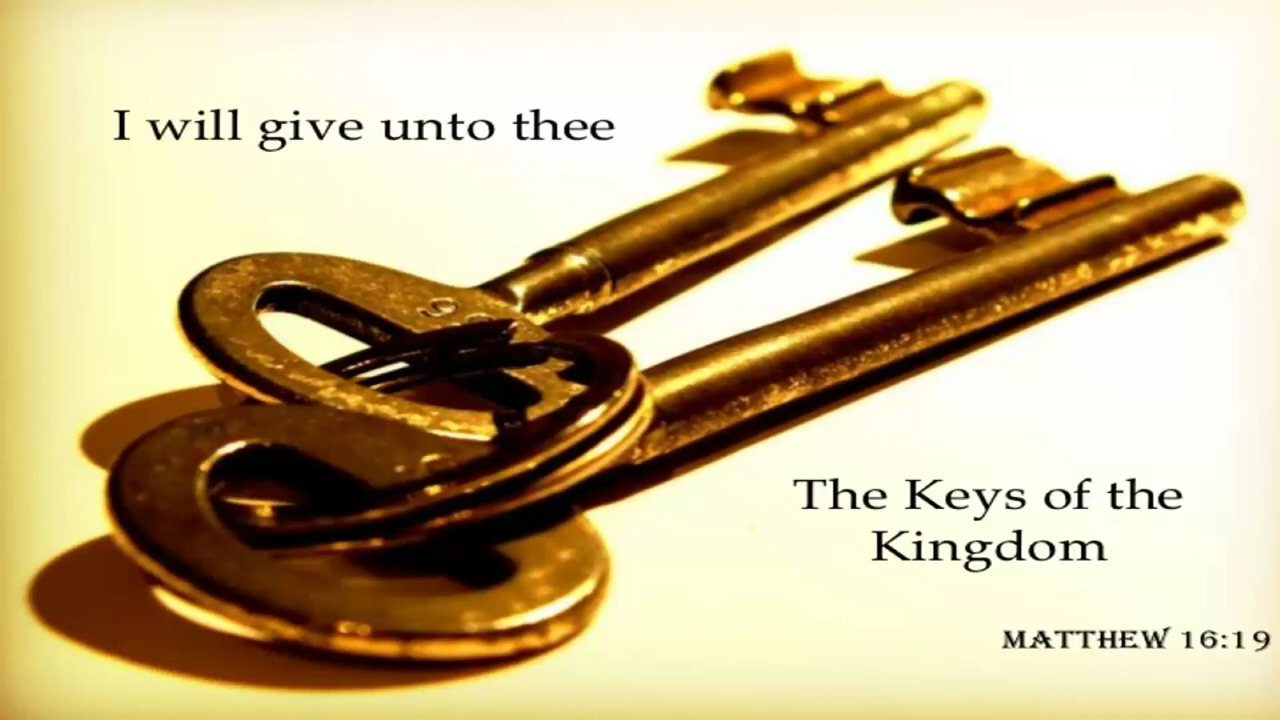 I will give unto thee
The Keys of the
Kingdom
MATTHEW 16:19